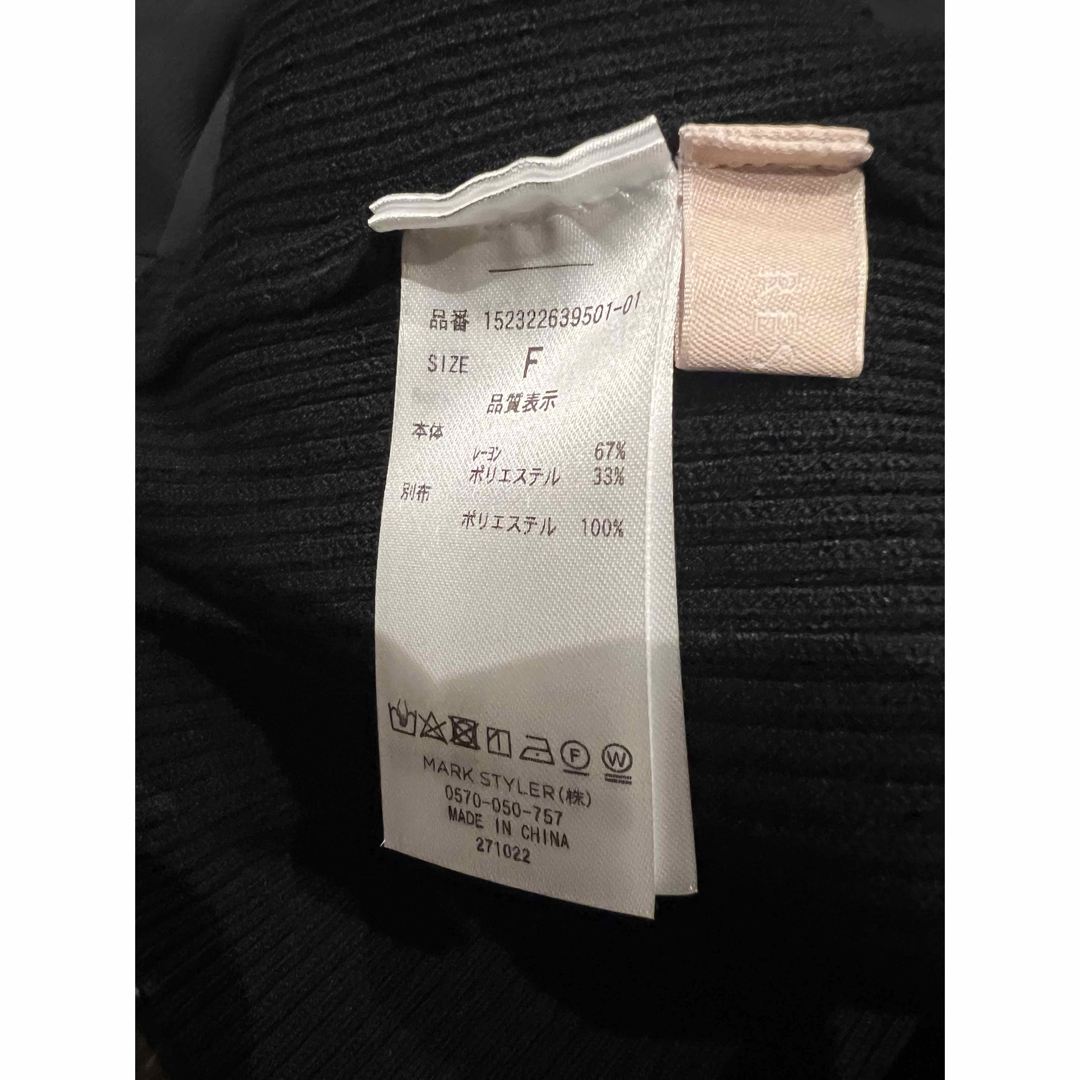 品番 152322639501-01
SIZE F
品質表示
本体
レーヨン 67%
ポリエステル 33%
別布
ポリエステル 100%
F W
MARK STYLER(株)
0570-050-757
MADE IN CHINA
271022
RES